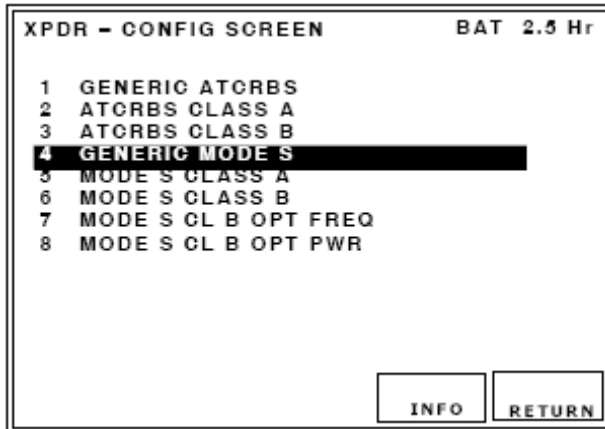 XPDR – CONFIG SCREEN BAT 2.5 Hr
1 GENERIC ATCRBS
2 ATCRBS CLASS A
3 ATCRBS CLASS B
4 GENERIC MODE S
5 MODE S CLASS A
6 MODE S CLASS B
7 MODE S CL B OPT FREQ
8 MODE S CL B OPT PWR
INFO RETURN